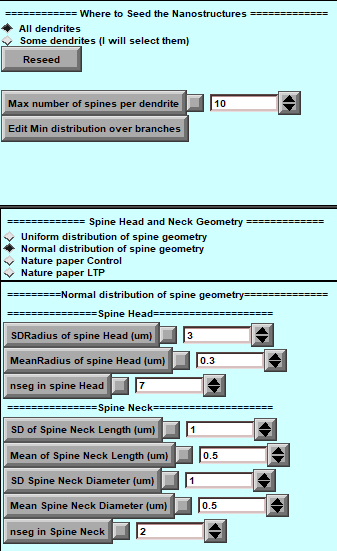 ============ Where to Seed the Nanostructures =============
All dendrites
Some dendrites (I will select them)
Reseed
Max number of spines per dendrite 10
Edit Min distribution over branches
============= Spine Head and Neck Geometry =============
Uniform distribution of spine geometry
Normal distribution of spine geometry
Nature paper Control
Nature paper LTP
=========Normal distribution of spine geometry==============
===============Spine Head====================
SDRadius of spine Head (um) 3
MeanRadius of spine Head (um) 0.3
nseg in spine Head 7
===============Spine Neck====================
SD of Spine Neck Length (um) 1
Mean of Spine Neck Length (um) 0.5
SD Spine Neck Diameter (um) 1
Mean Spine Neck Diameter (um) 0.5
nseg in Spine Neck 2